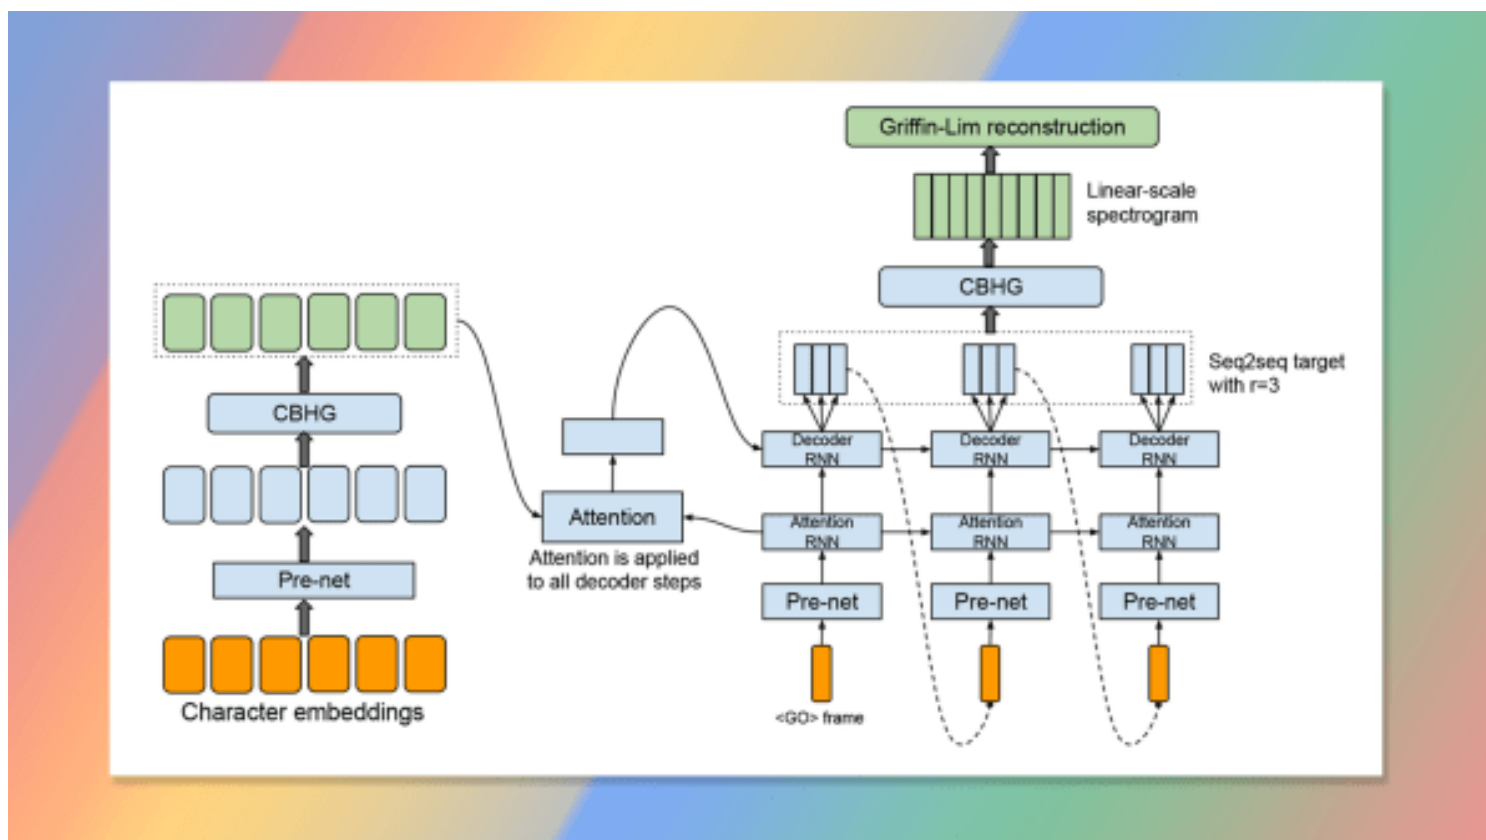 Griffin-Lim reconstruction
Linear-scale
spectrogram
CBHG
Seq2seq target
with r=3
CBHG
Decoder
RNN
Decoder
RNN
Decoder
RNN
Attention
Attention is applied
to all decoder steps
Attention
RNN
Attention
RNN
Attention
RNN
Pre-net
Pre-net
Pre-net
Pre-net
Character embeddings
<GO> frame